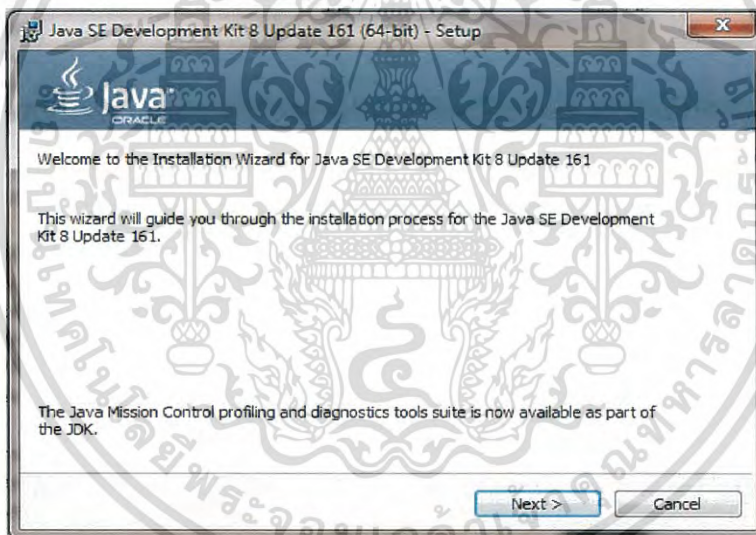 Java SE Development Kit 8 Update 161 (64-bit) - Setup
Java
ORACLE
Welcome to the Installation Wizard for Java SE Development Kit 8 Update 161
This wizard will guide you through the installation process for the Java SE Development
Kit 8 Update 161.
The Java Mission Control profiling and diagnostics tools suite is now available as part of
the JDK.
Next >
Cancel